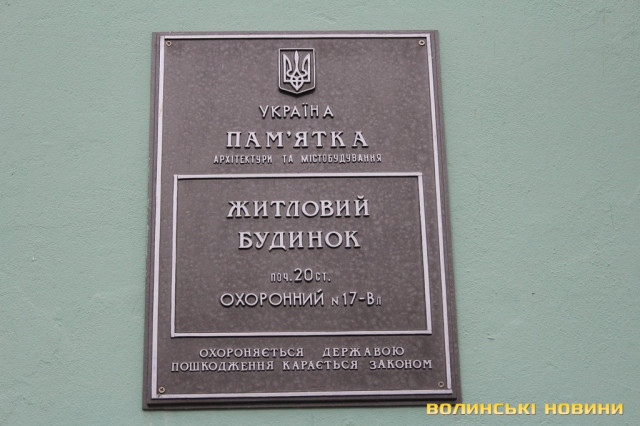 УКРАЇНА
ПАМ'ЯТКА
АРХІТЕКТУРИ ТА МІСТОБУДУВАННЯ
ЖИТЛОВИЙ
БУДИНОК
ПОЧ. 20 СТ.
ОХОРОННИЙ N 17-Вл
ОХОРОНЯЄТЬСЯ ДЕРЖАВОЮ
ПОШКОДЖЕННЯ КАРАЄТЬСЯ ЗАКОНОМ
ВОЛИНСЬКІ НОВИНИ